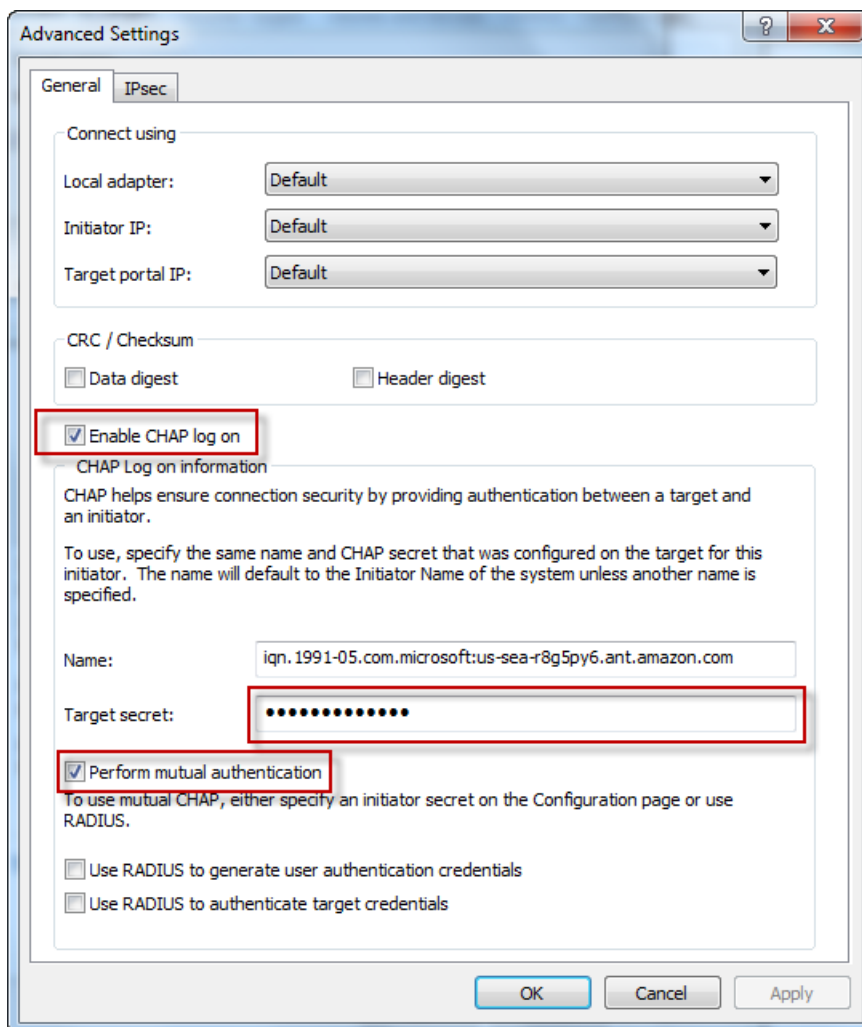 Advanced Settings
?
General
IPsec
Connect using
Local adapter:
Default
Initiator IP:
Default
Target portal IP:
Default
CRC / Checksum
Data digest
Header digest
Enable CHAP log on
CHAP Log on information
CHAP helps ensure connection security by providing authentication between a target and
an initiator.
To use, specify the same name and CHAP secret that was configured on the target for this
initiator.  The name will default to the Initiator Name of the system unless another name is
specified.
Name:
iqn.1991-05.com.microsoft:us-sea-r8g5py6.ant.amazon.com
Target secret:
•••••••••••••
Perform mutual authentication
To use mutual CHAP, either specify an initiator secret on the Configuration page or use
RADIUS.
Use RADIUS to generate user authentication credentials
Use RADIUS to authenticate target credentials
OK
Cancel
Apply